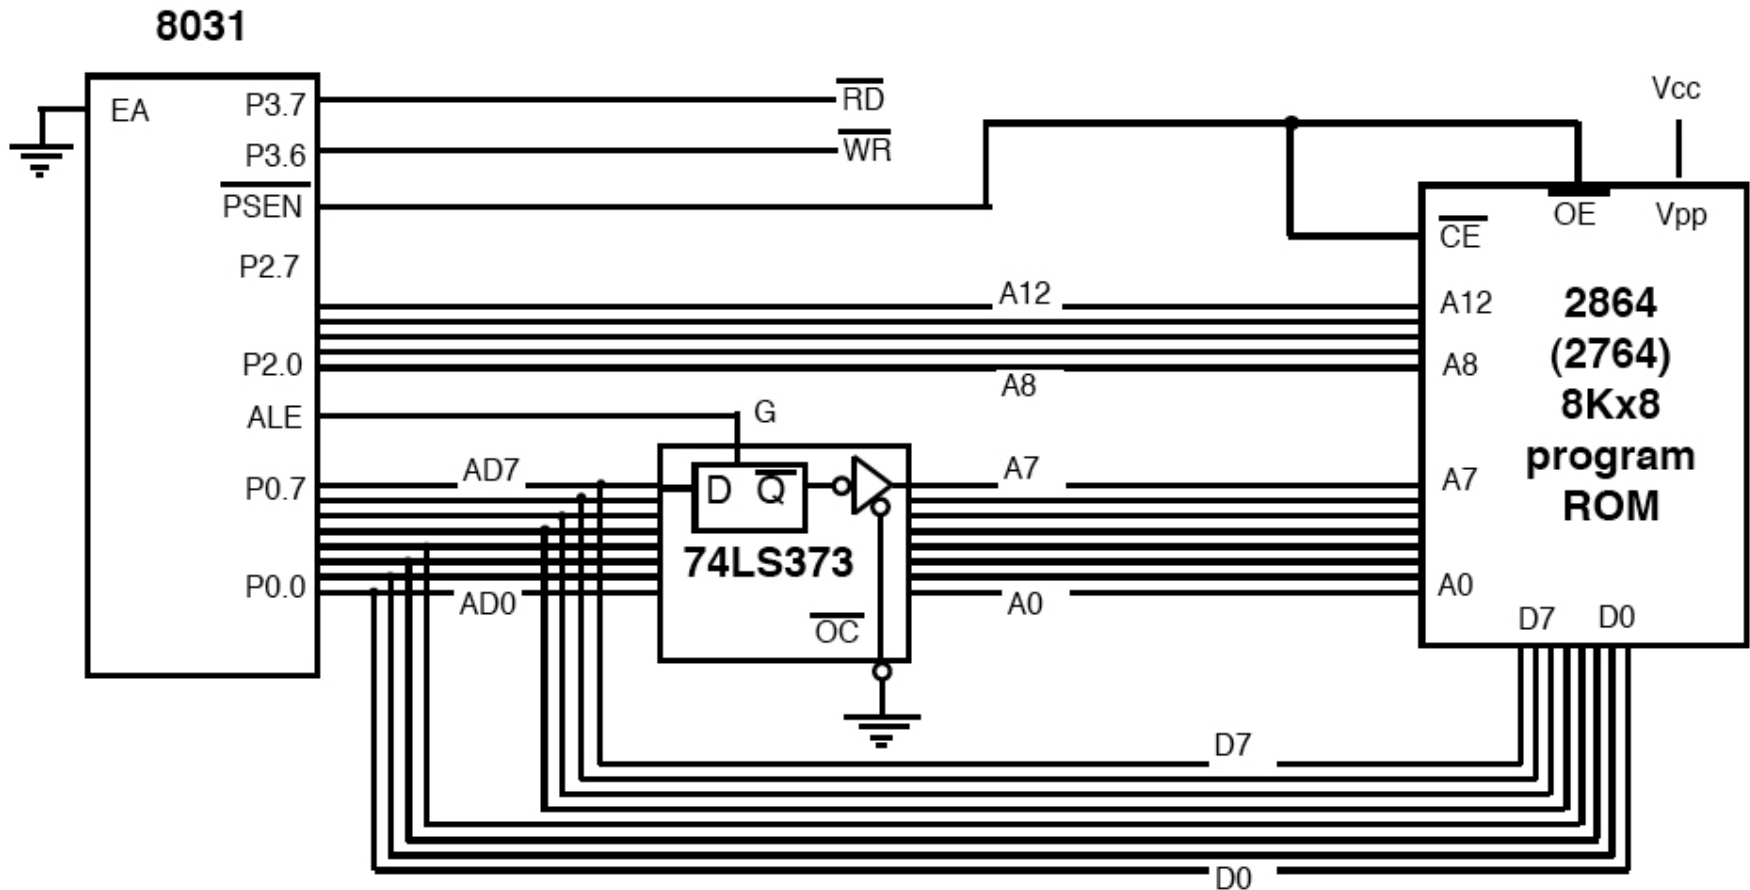 8031
EA
P3.7
RD
P3.6
WR
PSEN
P2.7
P2.0
ALE
P0.7
P0.0
A12
A8
G
AD7
AD0
D Q
74LS373
OC
A7
A0
Vcc
OE
Vpp
CE
A12
A8
A7
A0
2864
(2764)
8Kx8
program
ROM
D7
D0
D7
D0